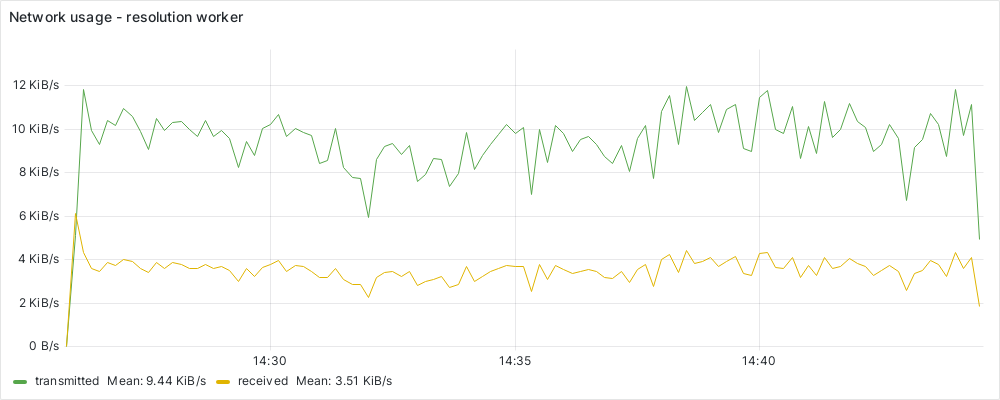 Network usage - resolution worker
12 KiB/s
10 KiB/s
8 KiB/s
6 KiB/s
4 KiB/s
2 KiB/s
0 B/s
14:30 14:35 14:40
transmitted Mean: 9.44 KiB/s received Mean: 3.51 KiB/s